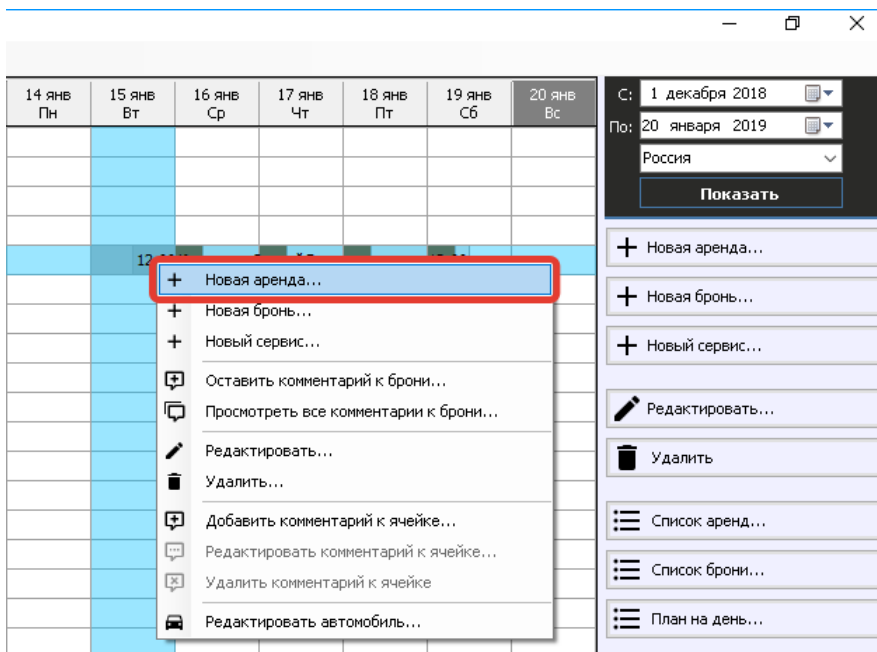 14 янв 15 янв 16 янв 17 янв 18 янв 19 янв 20 янв
Пн Вт Ср Чт Пт Сб Вс
С: 1 декабря 2018
По: 20 января 2019
Россия
Показать
Новая аренда...
Новая бронь...
Новый сервис...
Редактировать...
Удалить
Список аренд...
Список брони...
План на день...
Новая аренда...
Новая бронь...
Новый сервис...
Оставить комментарий к брони...
Просмотреть все комментарии к брони...
Редактировать...
Удалить...
Добавить комментарий к ячейке...
Редактировать комментарий к ячейке...
Удалить комментарий к ячейке
Редактировать автомобиль...